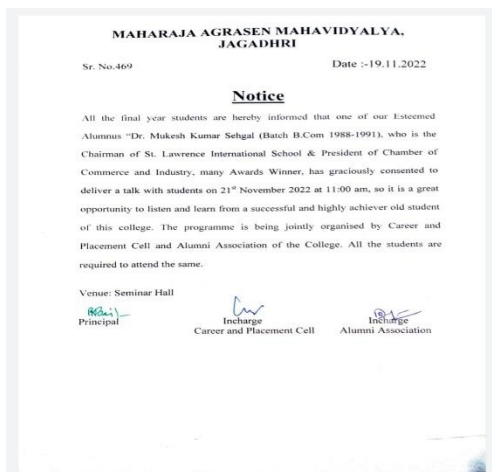 MAHARAJA AGRASEN MAHAVIDYALYA,
JAGADHRI
Sr. No.469 Date :-19.11.2022
Notice
All the final year students are hereby informed that one of our Esteemed
Alumnus "Dr. Mukesh Kumar Sehgal (Batch B.Com 1988-1991), who is the
Chairman of St. Lawrence International School & President of Chamber of
Commerce and Industry, many Awards Winner, has graciously consented to
deliver a talk with students on 21st November 2022 at 11:00 am, so it is a great
opportunity to listen and learn from a successful and highly achiever old student
of this college. The programme is being jointly organised by Career and
Placement Cell and Alumni Association of the College. All the students are
required to attend the same.
Venue: Seminar Hall
Principal Incharge Incharge
Career and Placement Cell Alumni Association